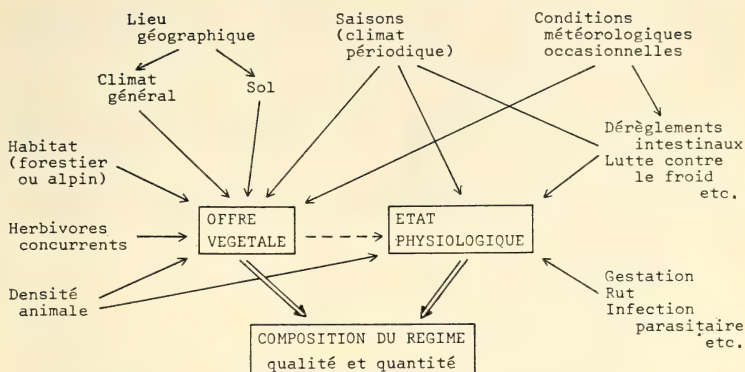 Lieu
géographique
Climat
général
Sol
Saisons
(climat
périodique)
Conditions
météorologiques
occasionnelles
Dérèglements
intestinaux
Lutte contre
le froid
etc.
Habitat
(forestier
ou alpin)
Herbivores
concurrents
Densité
animale
OFFRE
VEGETALE
ETAT
PHYSIOLOGIQUE
Gestation
Rut
Infection
parasitaire
etc.
COMPOSITION DU REGIME
qualité et quantité